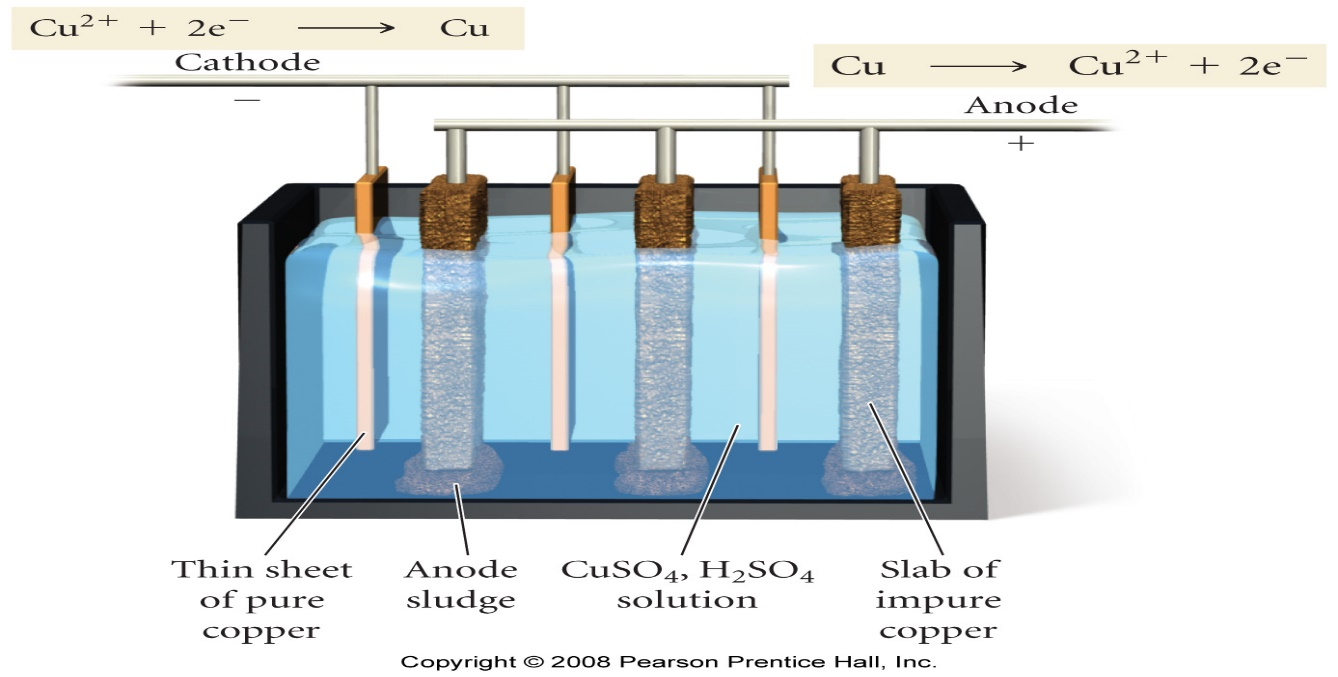 Cu²⁺ + 2e⁻ ⟶ Cu
Cathode
−
Cu ⟶ Cu²⁺ + 2e⁻
Anode
+
Thin sheet
of pure
copper
Anode
sludge
CuSO₄, H₂SO₄
solution
Slab of
impure
copper
Copyright © 2008 Pearson Prentice Hall, Inc.